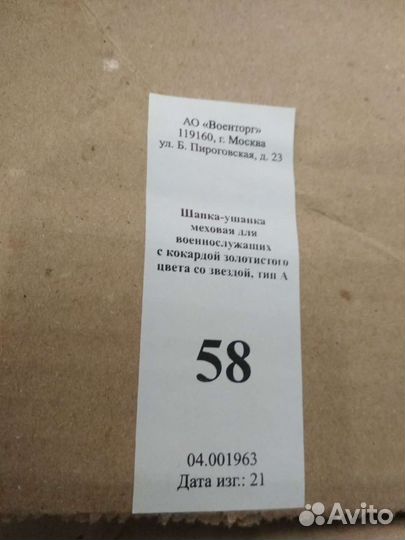 АО «Военторг»
119160, г. Москва
ул. Б. Пироговская, д. 23
Шапка-ушанка
меховая для
военнослужащих
с кокардой золотистого
цвета со звездой, тип А
58
04.001963
Дата изг.: 21
Avito